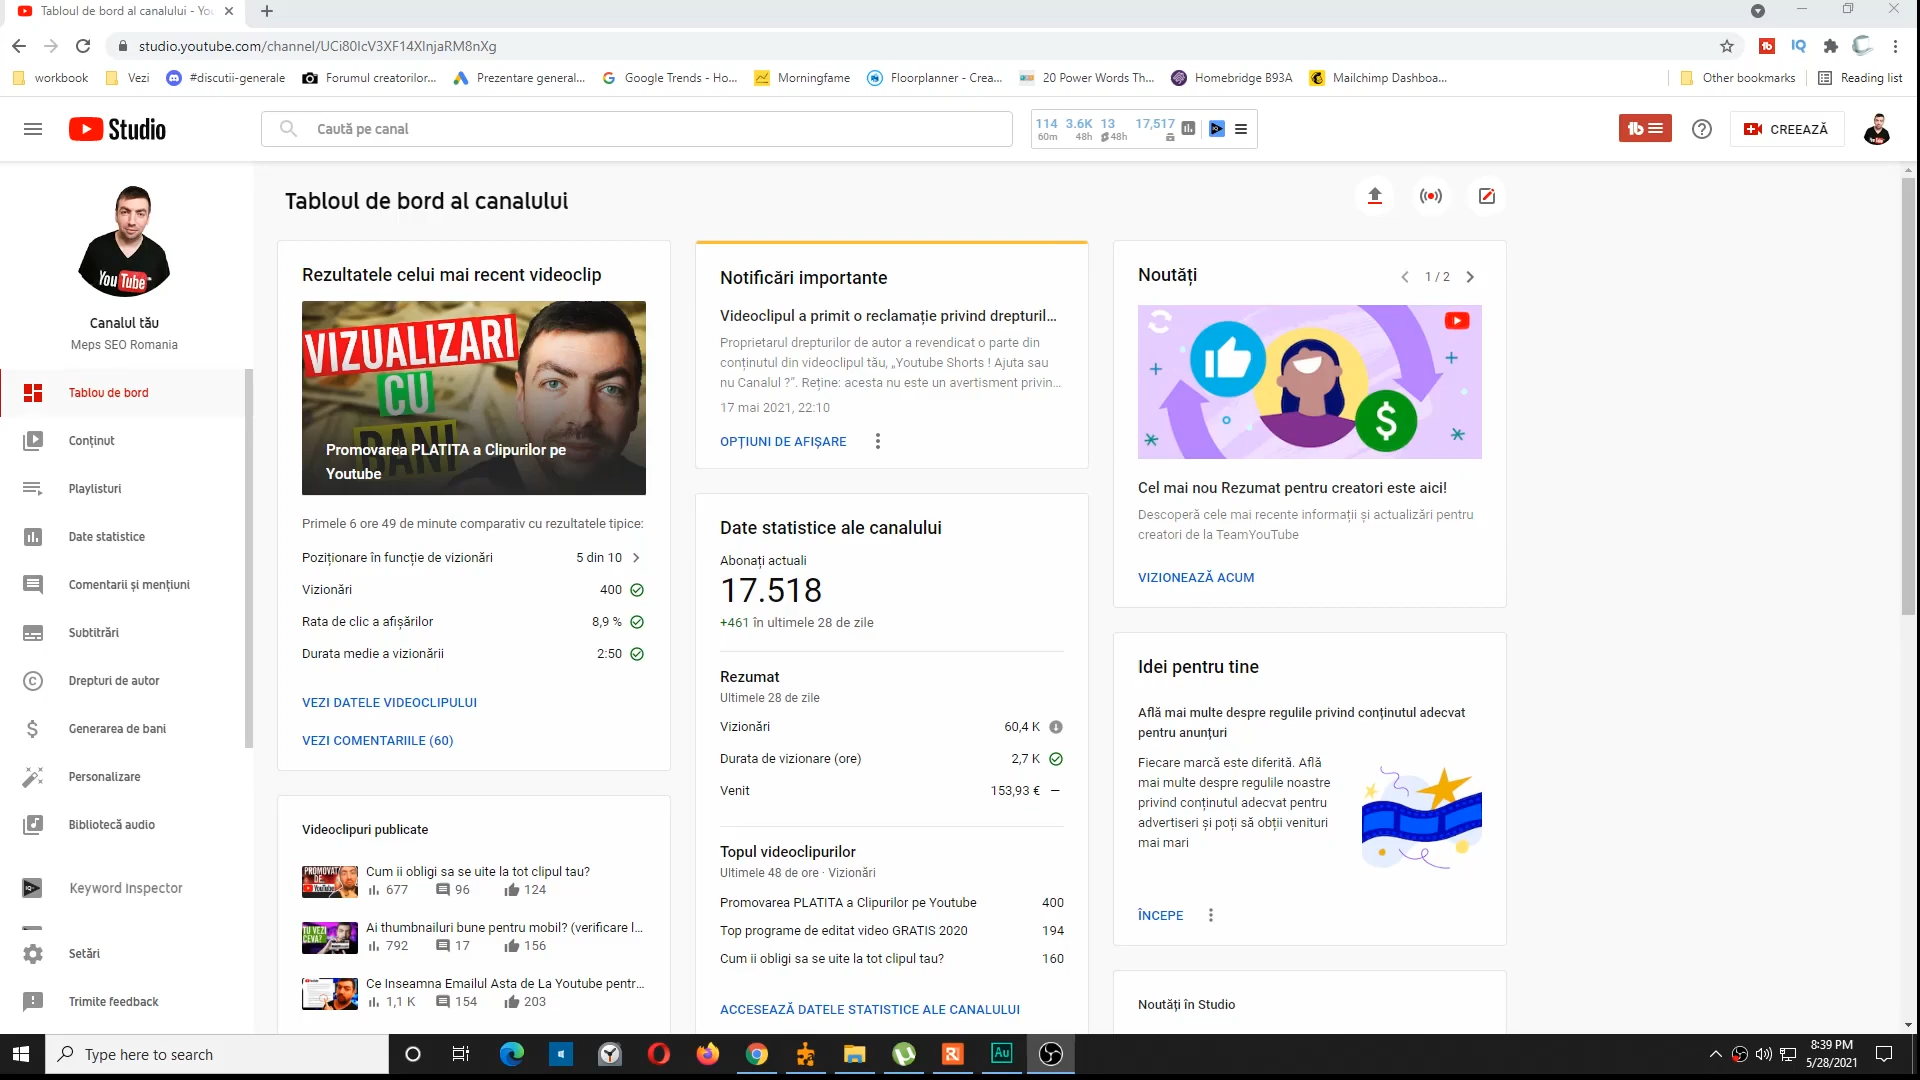 Tabloul de bord al canalului - You
studio.youtube.com/channel/UCi80IcV3XF14XlnjaRM8nXg
workbook
Vezi
#discutii-generale
Forumul creatorilor...
Prezentare general...
Google Trends - Ho...
Morningfame
Floorplanner - Crea...
20 Power Words Th...
Homebridge B93A
Mailchimp Dashboa...
Other bookmarks
Reading list
Studio
Caută pe canal
114 3.6K 13 17,517
60m 48h 48h
CREEAZĂ
Tabloul de bord al canalului
You Tube
Canalul tău
Meps SEO Romania
Tablou de bord
Conținut
Playlisturi
Date statistice
Comentarii și mențiuni
Subtitrări
Drepturi de autor
Generarea de bani
Personalizare
Bibliotecă audio
Keyword Inspector
Setări
Trimite feedback
Rezultatele celui mai recent videoclip
VIZUALIZARI
CU
BANI
Promovarea PLATITA a Clipurilor pe
Youtube
Primele 6 ore 49 de minute comparativ cu rezultatele tipice:
Poziționare în funcție de vizionări 5 din 10
Vizionări 400
Rata de clic a afișărilor 8,9 %
Durata medie a vizionării 2:50
VEZI DATELE VIDEOCLIPULUI
VEZI COMENTARIILE (60)
Videoclipuri publicate
Cum ii obligi sa se uite la tot clipul tau?
677 96 124
Ai thumbnailuri bune pentru mobil? (verificare l...
792 17 156
Ce Inseamna Emailul Asta de La Youtube pentr...
1,1 K 154 203
Notificări importante
Videoclipul a primit o reclamație privind drepturil...
Proprietarul drepturilor de autor a revendicat o parte din
conținutul din videoclipul tău, „Youtube Shorts ! Ajuta sau
nu Canalul ?”. Reține: acesta nu este un avertisment privin...
17 mai 2021, 22:10
OPȚIUNI DE AFIȘARE
Date statistice ale canalului
Abonați actuali
17.518
+461 în ultimele 28 de zile
Rezumat
Ultimele 28 de zile
Vizionări 60,4 K
Durata de vizionare (ore) 2,7 K
Venit 153,93 € —
Topul videoclipurilor
Ultimele 48 de ore · Vizionări
Promovarea PLATITA a Clipurilor pe Youtube 400
Top programe de editat video GRATIS 2020 194
Cum ii obligi sa se uite la tot clipul tau? 160
ACCESEAZĂ DATELE STATISTICE ALE CANALULUI
Noutăți
1 / 2
Cel mai nou Rezumat pentru creatori este aici!
Descoperă cele mai recente informații și actualizări pentru
creatori de la TeamYouTube
VIZIONEAZĂ ACUM
Idei pentru tine
Află mai multe despre regulile privind conținutul adecvat
pentru anunțuri
Fiecare marcă este diferită. Află
mai multe despre regulile noastre
privind conținutul adecvat pentru
advertiseri și poți să obții venituri
mai mari
ÎNCEPE
Noutăți în Studio
Type here to search
8:39 PM
5/28/2021